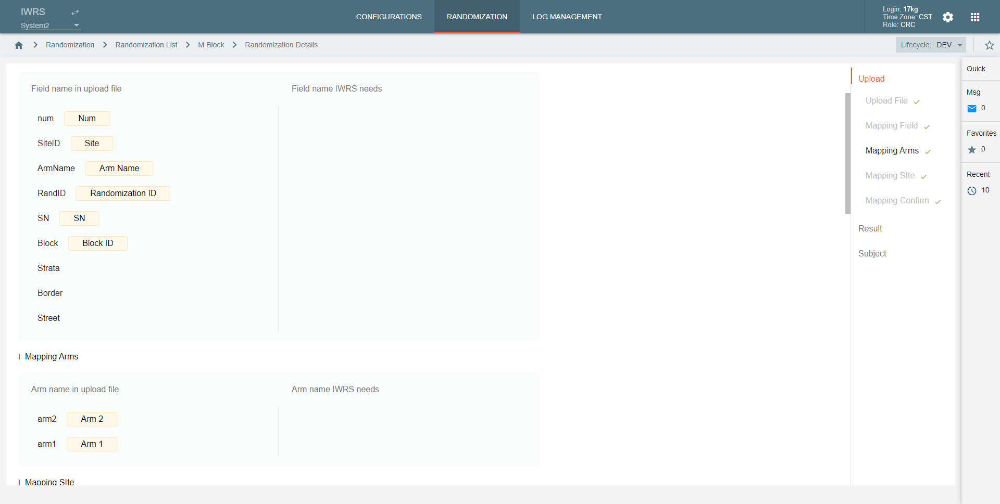 IWRS
System2
CONFIGURATIONS
RANDOMIZATION
LOG MANAGEMENT
Login: 17kg
Time Zone: CST
Role: CRC
Randomization
Randomization List
M Block
Randomization Details
Lifecycle: DEV
Field name in upload file
Field name IWRS needs
num Num
SiteID Site
ArmName Arm Name
RandID Randomization ID
SN SN
Block Block ID
Strata
Border
Street
Mapping Arms
Arm name in upload file
Arm name IWRS needs
arm2 Arm 2
arm1 Arm 1
Mapping SIte
Upload
Upload File
Mapping Field
Mapping Arms
Mapping SIte
Mapping Confirm
Result
Subject
Quick
Msg
0
Favorites
0
Recent
10